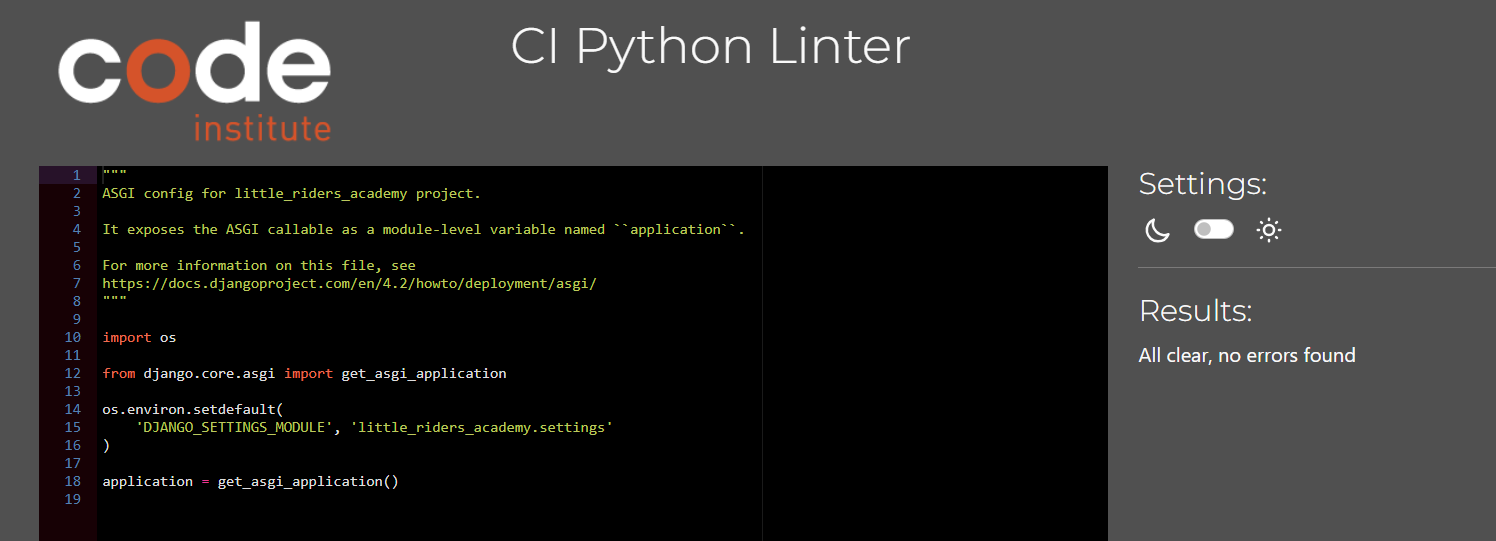 code
institute
CI Python Linter
1 """
2 ASGI config for little_riders_academy project.
3
4 It exposes the ASGI callable as a module-level variable named ``application``.
5
6 For more information on this file, see
7 https://docs.djangoproject.com/en/4.2/howto/deployment/asgi/
8 """
9
10 import os
11
12 from django.core.asgi import get_asgi_application
13
14 os.environ.setdefault(
15     'DJANGO_SETTINGS_MODULE', 'little_riders_academy.settings'
16 )
17
18 application = get_asgi_application()
19
Settings:
Results:
All clear, no errors found